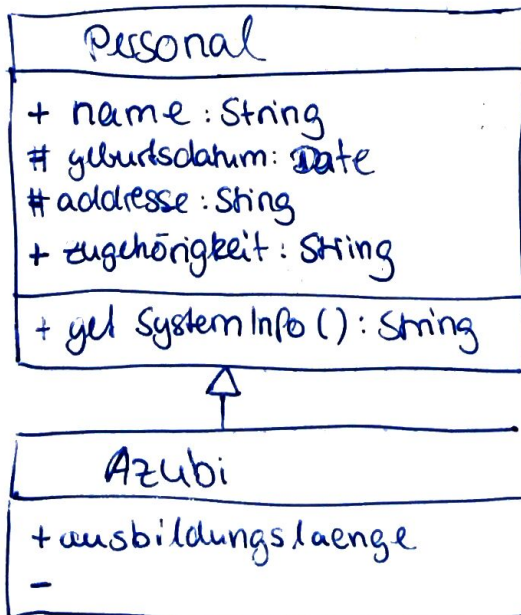 Personal
+ name : String
# geburtsdatum: Date
# addresse : String
+ zugehörigkeit : String
+ get SystemInfo () : String
Azubi
+ausbildungslaenge
-